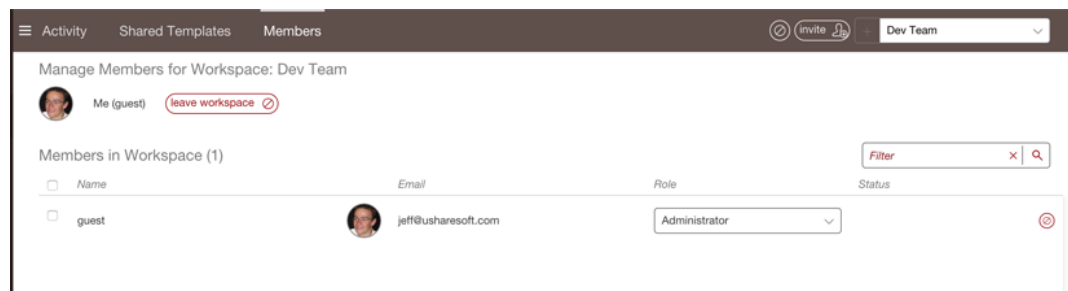 Activity Shared Templates Members invite Dev Team
Manage Members for Workspace: Dev Team
Me (guest) leave workspace
Members in Workspace (1) Filter
Name Email Role Status
guest jeff@usharesoft.com Administrator